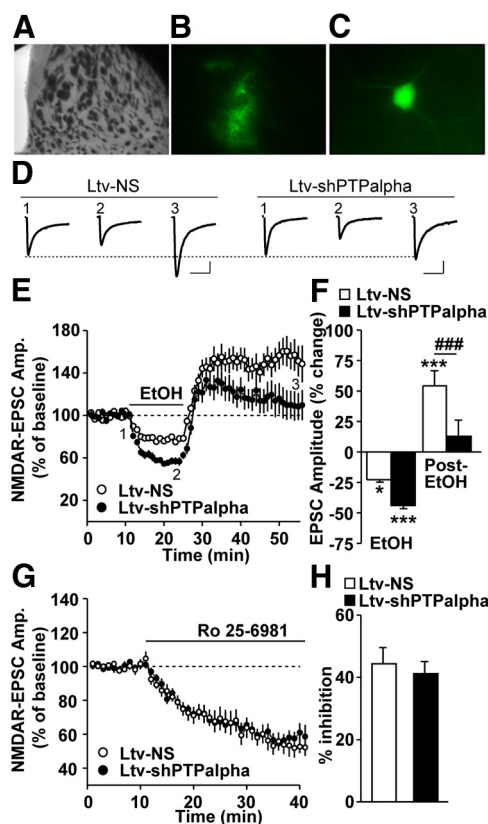 A
B
C
D
Ltv-NS
Ltv-shPTPalpha
1 2 3 1 2 3
E
180
140
100
60
20
NMDAR-EPSC Amp.
(% of baseline)
EtOH
1
2
3
Ltv-NS
Ltv-shPTPalpha
0 10 20 30 40 50
Time (min)
F
Ltv-NS
Ltv-shPTPalpha
100
75
50
25
0
-25
-50
-75
EPSC Amplitude (% change)
###
***
*
***
Post-
EtOH
EtOH
G
140
120
100
80
60
40
NMDAR-EPSC Amp.
(% of baseline)
Ro 25-6981
Ltv-NS
Ltv-shPTPalpha
0 10 20 30 40
Time (min)
H
Ltv-NS
Ltv-shPTPalpha
60
40
20
0
% inhibition